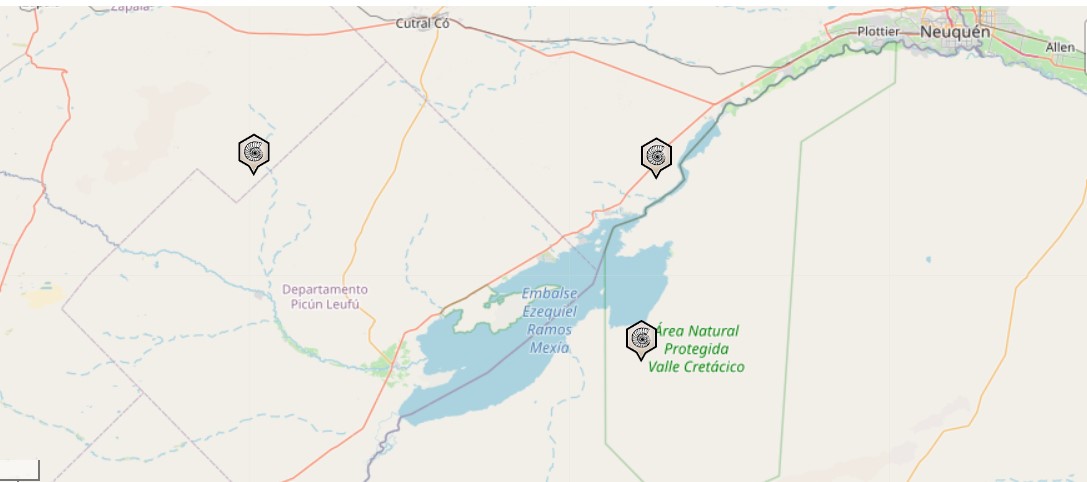 Zapala
Cutral Có
Plottier
Neuquén
Allen
Departamento
Picún Leufú
Embalse
Ezequiel
Ramos
Mexía
Área Natural
Protegida
Valle Cretácico